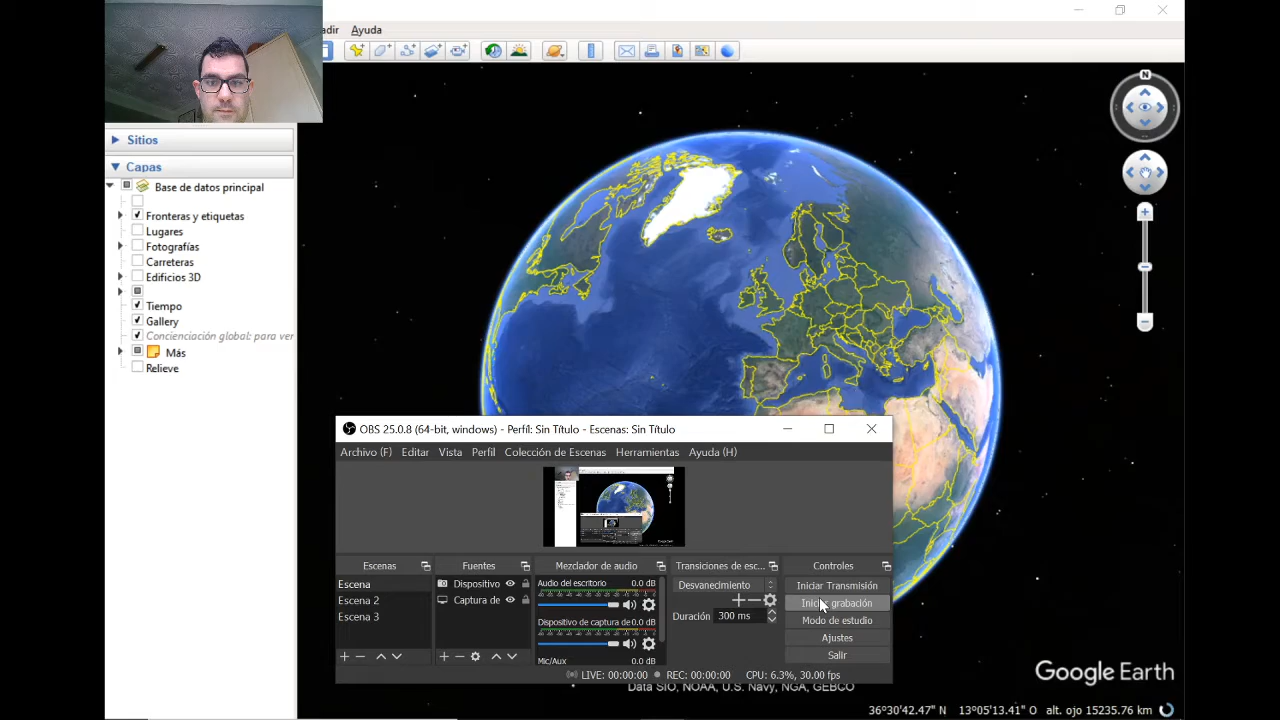 adir Ayuda
N
Sitios
Capas
Base de datos principal
Fronteras y etiquetas
Lugares
Fotografías
Carreteras
Edificios 3D
Tiempo
Gallery
Concienciación global: para ver
Más
Relieve
OBS 25.0.8 (64-bit, windows) - Perfil: Sin Título - Escenas: Sin Título
Archivo (F) Editar Vista Perfil Colección de Escenas Herramientas Ayuda (H)
Escenas
Escena
Escena 2
Escena 3
Fuentes
Dispositivo
Captura de
Mezclador de audio
Audio del escritorio 0.0 dB
Dispositivo de captura de 0.0 dB
Mic/Aux 0.0 dB
Transiciones de esc...
Desvanecimiento
Duración 300 ms
Controles
Iniciar Transmisión
Iniciar grabación
Modo de estudio
Ajustes
Salir
LIVE: 00:00:00 REC: 00:00:00 CPU: 6.3%, 30.00 fps
Data SIO, NOAA, U.S. Navy, NGA, GEBCO
Google Earth
36°30'42.47" N 13°05'13.41" O alt. ojo 15235.76 km